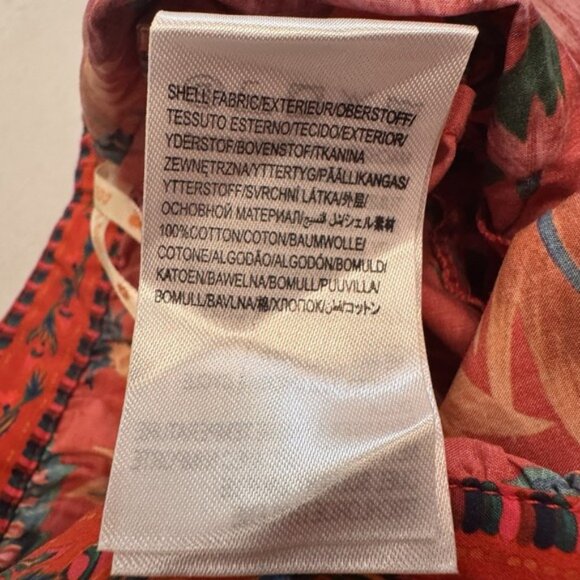 SHELL FABRIC/EXTERIEUR/OBERSTOFF/
TESSUTO ESTERNO/TECIDO/EXTERIOR/
YDERSTOF/BOVENSTOF/TKANINA
ZEWNĘTRZNA/YTTERTYG/PÄÄLLIKANGAS/
YTTERSTOFF/SVRCHNÍ LÁTKA/外层/
ОСНОВНОЙ МАТЕРИАЛ/قماش/シェル素材
100%COTTON/COTON/BAUMWOLLE/
COTONE/ALGODÃO/ALGODÓN/BOMULD/
KATOEN/BAWELNA/BOMULL/PUUVILLA/
BOMULL/BAVLNA/棉/ХЛОПОК/قطن/コットン